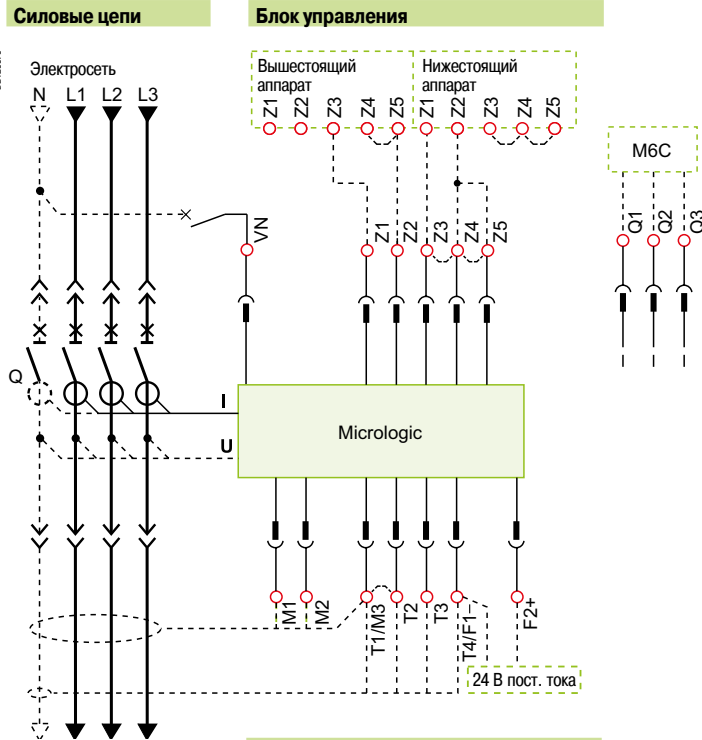 Силовые цепи
Блок управления
Электросеть
N L1 L2 L3
Вышестоящий аппарат
Нижестоящий аппарат
Z1 Z2 Z3 Z4 Z5 Z1 Z2 Z3 Z4 Z5
M6C
Q1 Q2 Q3
VN
Z1 Z2 Z3 Z4 Z5
Q
I
U
Micrologic
M1 M2 T1/M3 T2 T3 T4/F1– F2+
24 В пост. тока